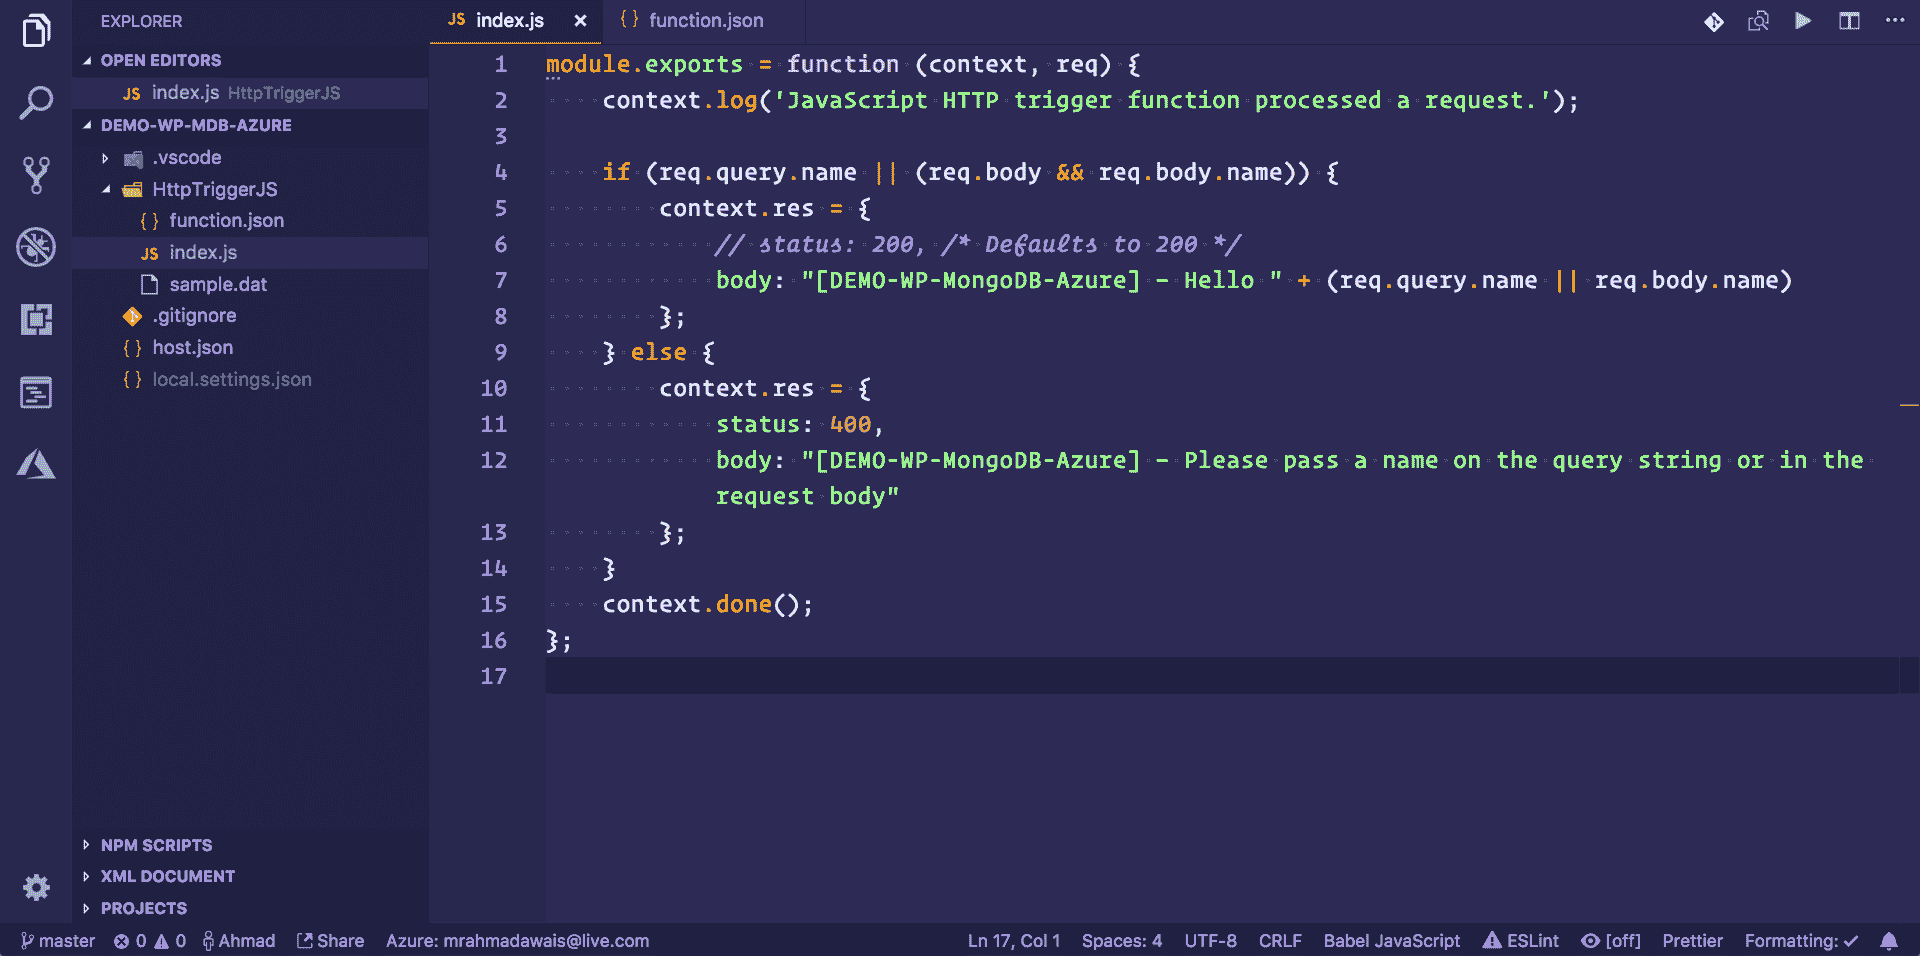 EXPLORER
OPEN EDITORS
JS index.js HttpTriggerJS
DEMO-WP-MDB-AZURE
.vscode
HttpTriggerJS
{ } function.json
JS index.js
sample.dat
.gitignore
{ } host.json
{ } local.settings.json
NPM SCRIPTS
XML DOCUMENT
PROJECTS
JS index.js × { } function.json
1 module.exports = function (context, req) {
2 context.log('JavaScript HTTP trigger function processed a request.');
3
4 if (req.query.name || (req.body && req.body.name)) {
5 context.res = {
6 // status: 200, /* Defaults to 200 */
7 body: "[DEMO-WP-MongoDB-Azure] - Hello " + (req.query.name || req.body.name)
8 };
9 } else {
10 context.res = {
11 status: 400,
12 body: "[DEMO-WP-MongoDB-Azure] - Please pass a name on the query string or in the
request body"
13 };
14 }
15 context.done();
16 };
17
master 0 0 Ahmad Share Azure: mrahmadawais@live.com Ln 17, Col 1 Spaces: 4 UTF-8 CRLF Babel JavaScript ESLint [off] Prettier Formatting: ✓